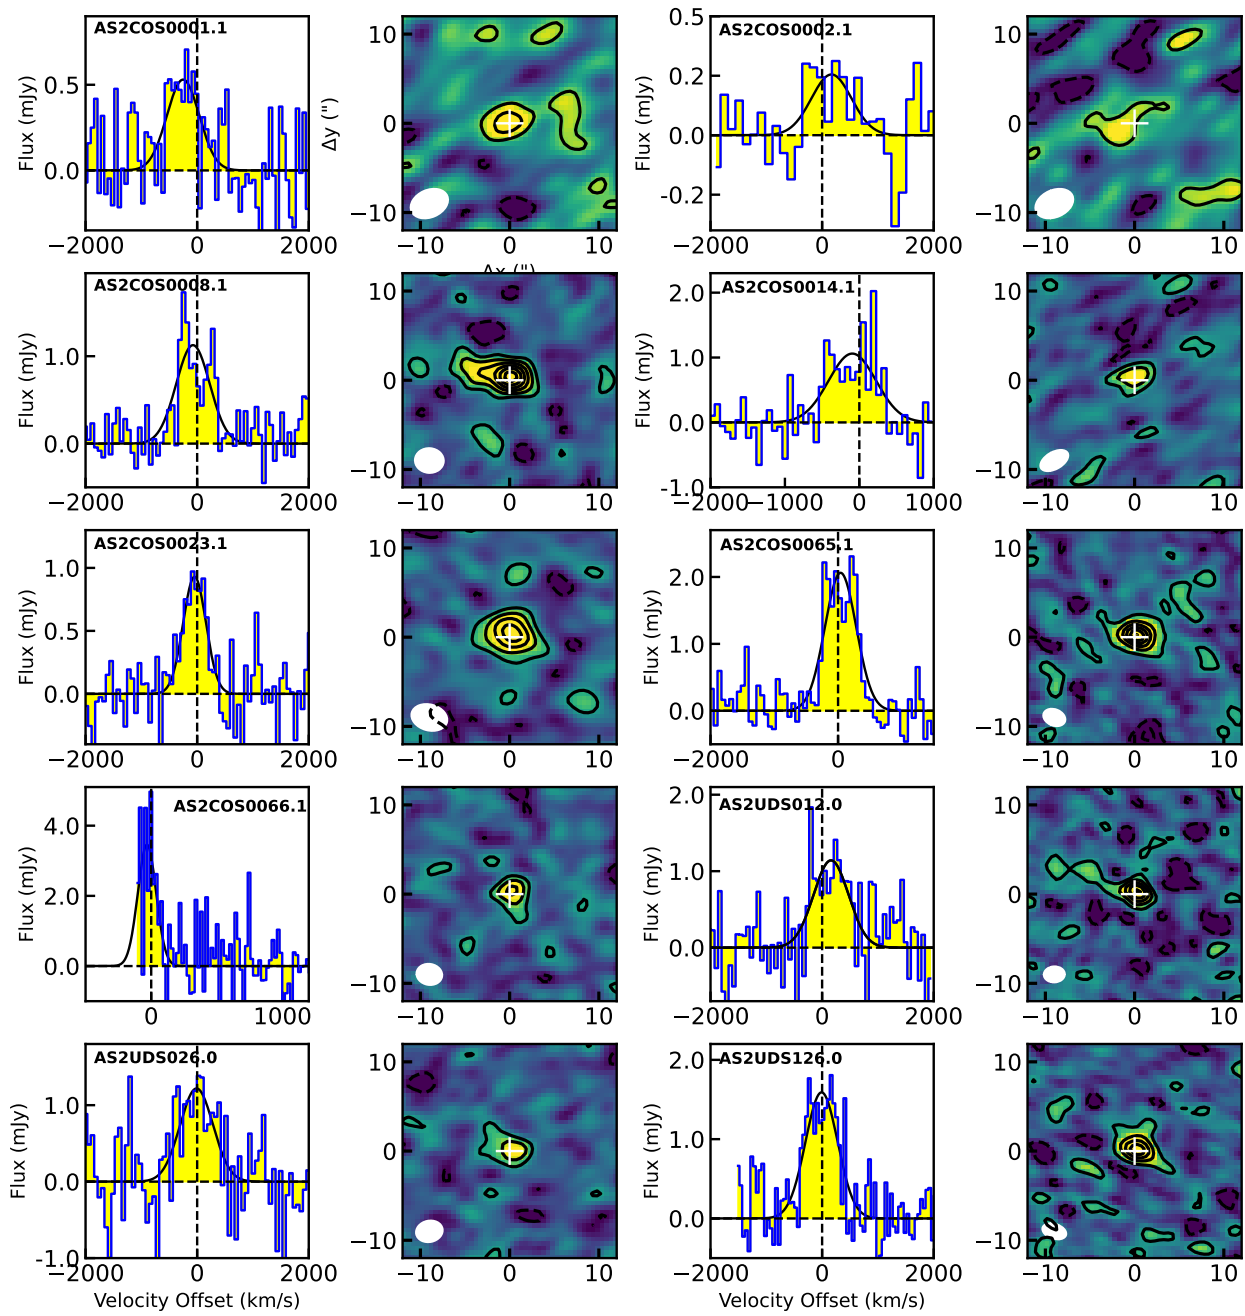 AS2COS0001.1
Flux (mJy)
0.5
0.0
−2000 0 2000
Δy (")
10
0
−10
−10 0 10
Δx (")
AS2COS0002.1
Flux (mJy)
0.5
0.2
0.0
-0.2
−2000 0 2000
10
0
−10
−10 0 10
AS2COS0008.1
Flux (mJy)
1.0
0.0
−2000 0 2000
10
0
−10
−10 0 10
AS2COS0014.1
Flux (mJy)
2.0
1.0
0.0
-1.0
−2000 −1000 0 1000
10
0
−10
−10 0 10
AS2COS0023.1
Flux (mJy)
1.0
0.5
0.0
−2000 0 2000
10
0
−10
−10 0 10
AS2COS0065.1
Flux (mJy)
2.0
1.0
0.0
−2000 0
10
0
−10
−10 0 10
AS2COS0066.1
Flux (mJy)
4.0
2.0
0.0
0 1000
10
0
−10
−10 0 10
AS2UDS012.0
Flux (mJy)
2.0
1.0
0.0
−2000 0 2000
10
0
−10
−10 0 10
AS2UDS026.0
Flux (mJy)
1.0
0.0
-1.0
−2000 0 2000
Velocity Offset (km/s)
10
0
−10
−10 0 10
AS2UDS126.0
Flux (mJy)
2.0
1.0
0.0
−2000 0 2000
Velocity Offset (km/s)
10
0
−10
−10 0 10